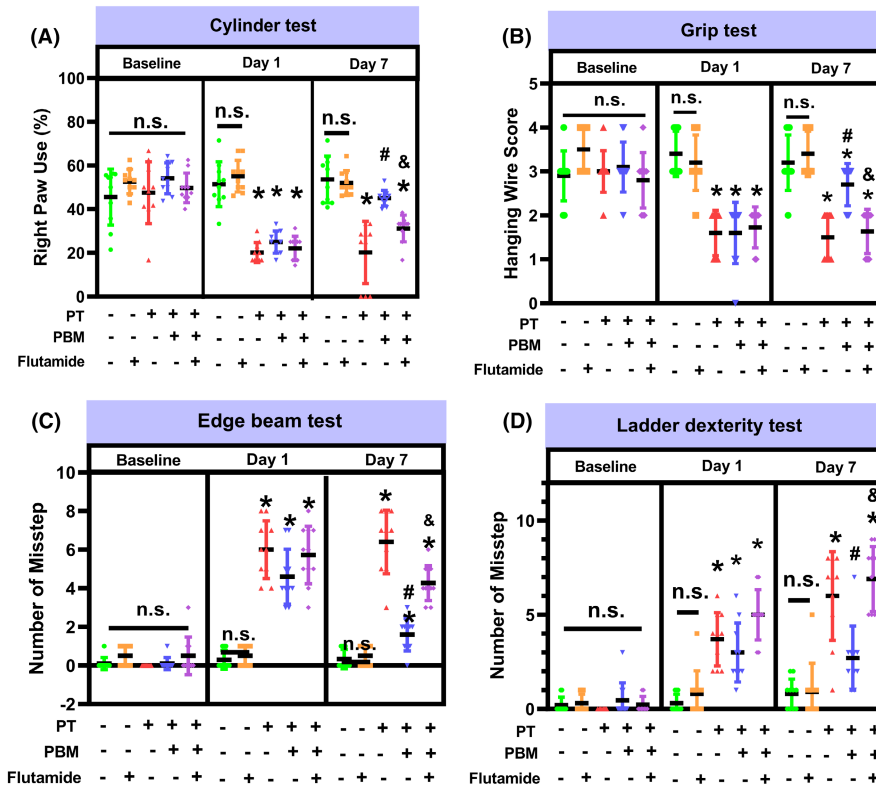 (A)
Cylinder test
Baseline Day 1 Day 7
Right Paw Use (%)
100
80
60
40
20
0
n.s. n.s. n.s.
* * * * # & *
PT - - + + + - - + + + - - + + +
PBM - - - + + - - - + + - - - + +
Flutamide - + - - + - + - - + - + - - +
(B)
Grip test
Baseline Day 1 Day 7
Hanging Wire Score
5
4
3
2
1
0
n.s. n.s. n.s.
* * * * # * & *
PT - - + + + - - + + + - - + + +
PBM - - - + + - - - + + - - - + +
Flutamide - + - - + - + - - + - + - - +
(C)
Edge beam test
Baseline Day 1 Day 7
Number of Misstep
10
8
6
4
2
0
-2
n.s. n.s. n.s.
* * * * # * & *
PT - - + + + - - + + + - - + + +
PBM - - - + + - - - + + - - - + +
Flutamide - + - - + - + - - + - + - - +
(D)
Ladder dexterity test
Baseline Day 1 Day 7
Number of Misstep
10
5
0
n.s. n.s. n.s.
* * * * # & *
PT - - + + + - - + + + - - + + +
PBM - - - + + - - - + + - - - + +
Flutamide - + - - + - + - - + - + - - +